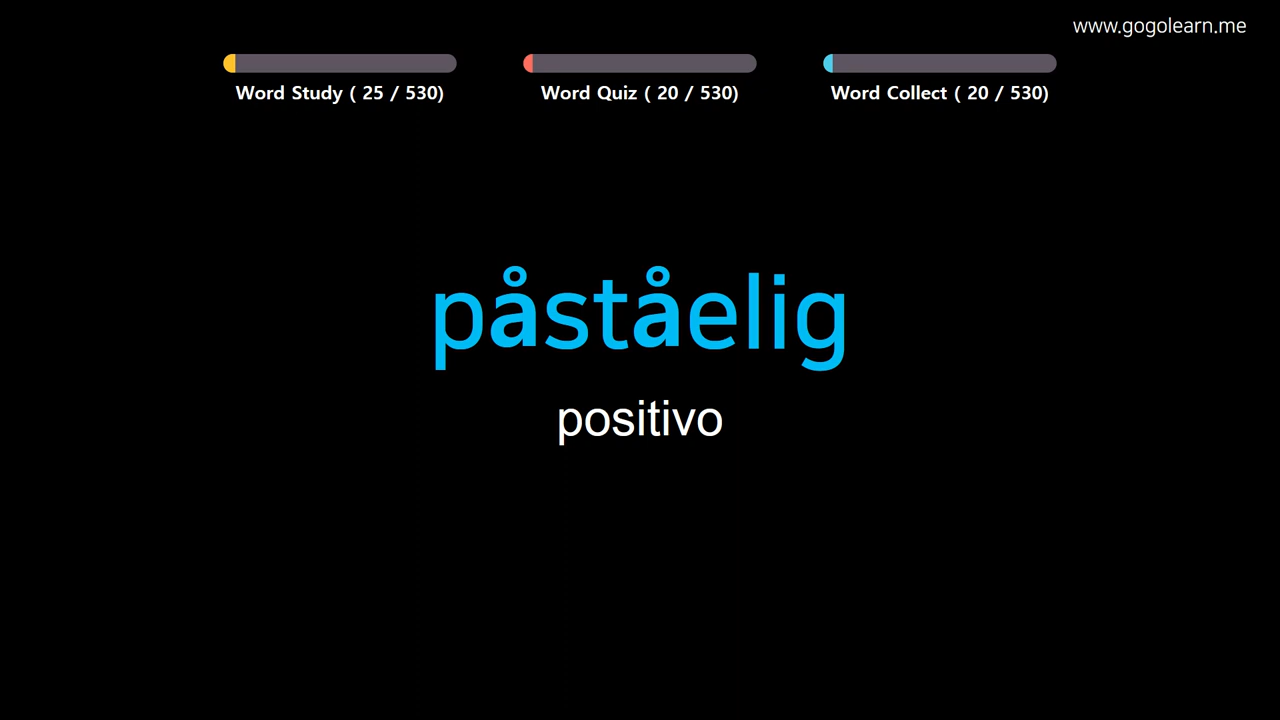 www.gogolearn.me
Word Study ( 25 / 530)
Word Quiz ( 20 / 530)
Word Collect ( 20 / 530)
påståelig
positivo